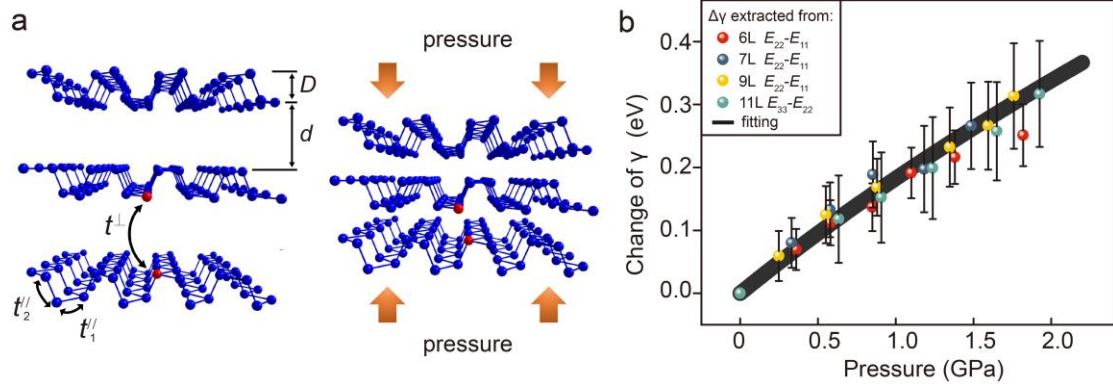 a
pressure
D
d
t⊥
t₂// t₁//
pressure
b
Δγ extracted from:
6L E₂₂-E₁₁
7L E₂₂-E₁₁
9L E₂₂-E₁₁
11L E₃₃-E₂₂
fitting
Change of γ (eV)
0.4
0.3
0.2
0.1
0.0
0 0.5 1.0 1.5 2.0
Pressure (GPa)